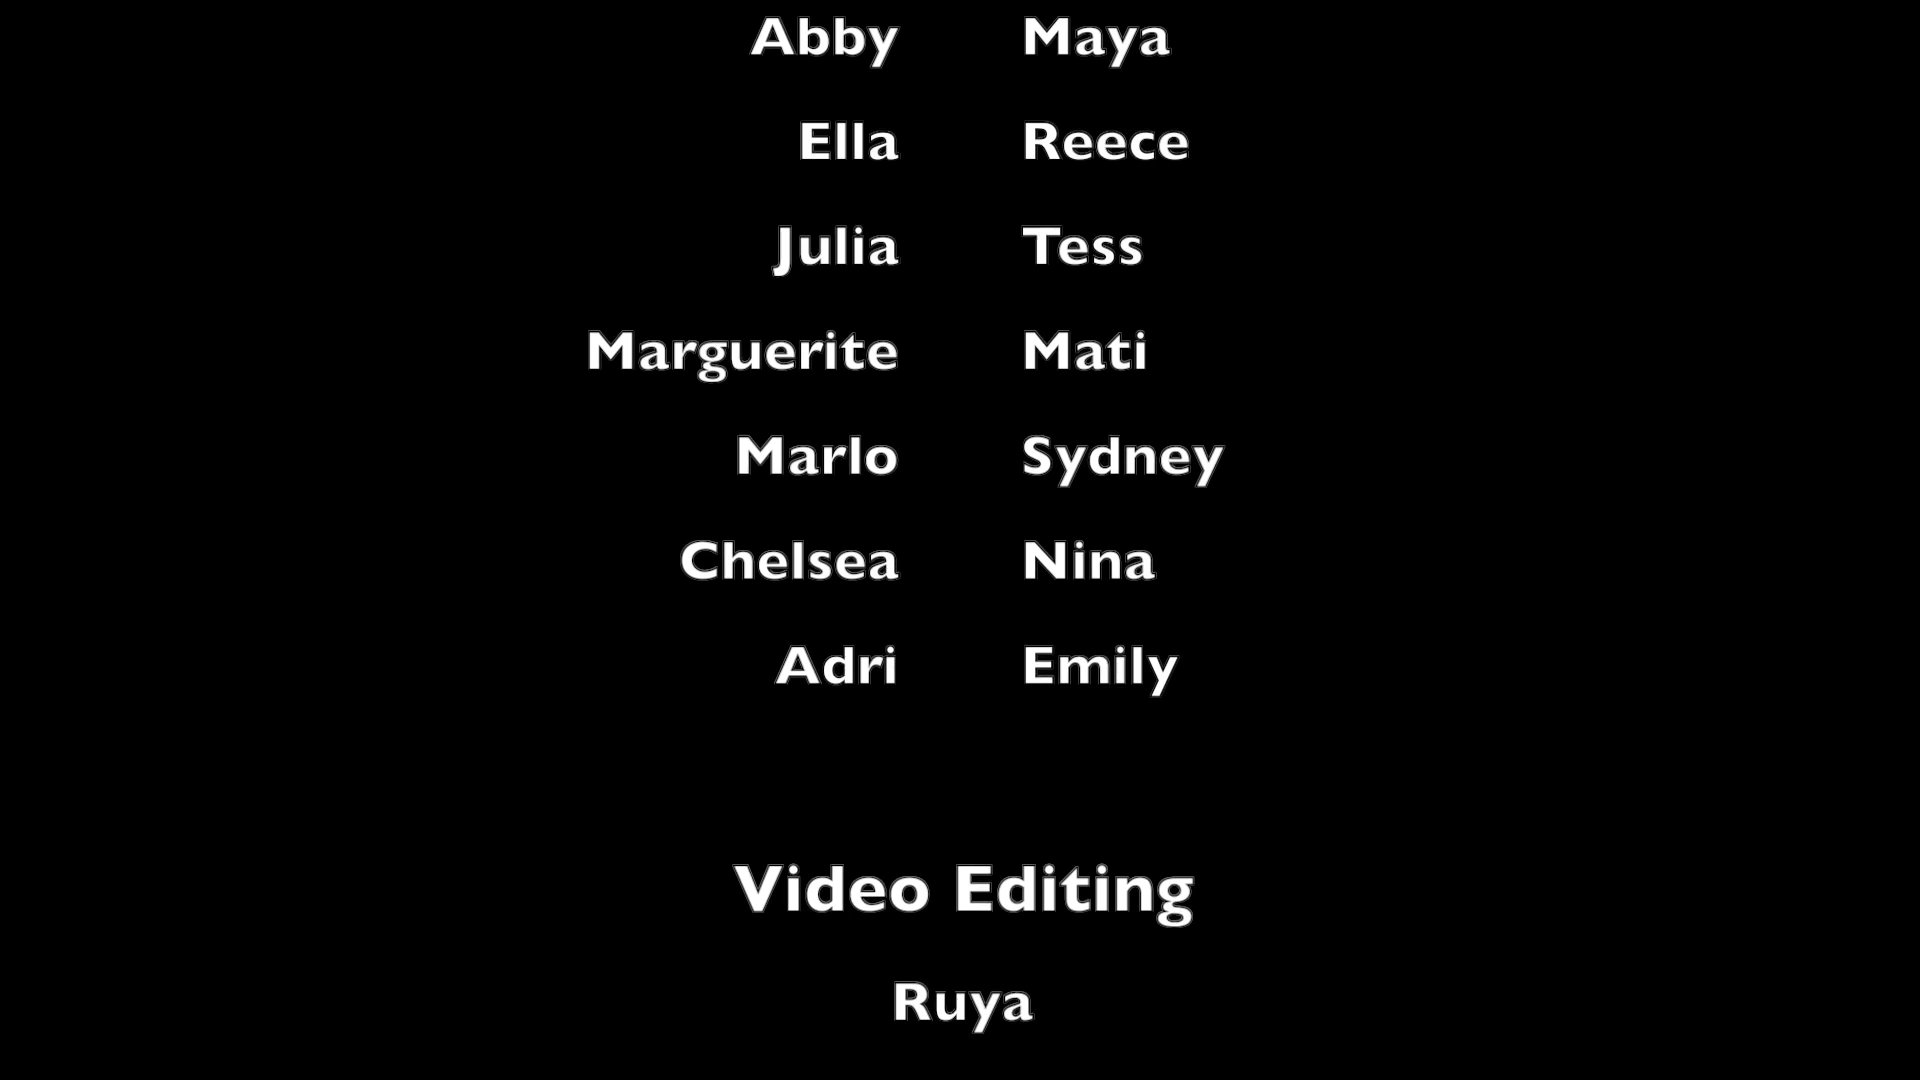 Abby Maya
Ella Reece
Julia Tess
Marguerite Mati
Marlo Sydney
Chelsea Nina
Adri Emily
Video Editing
Ruya